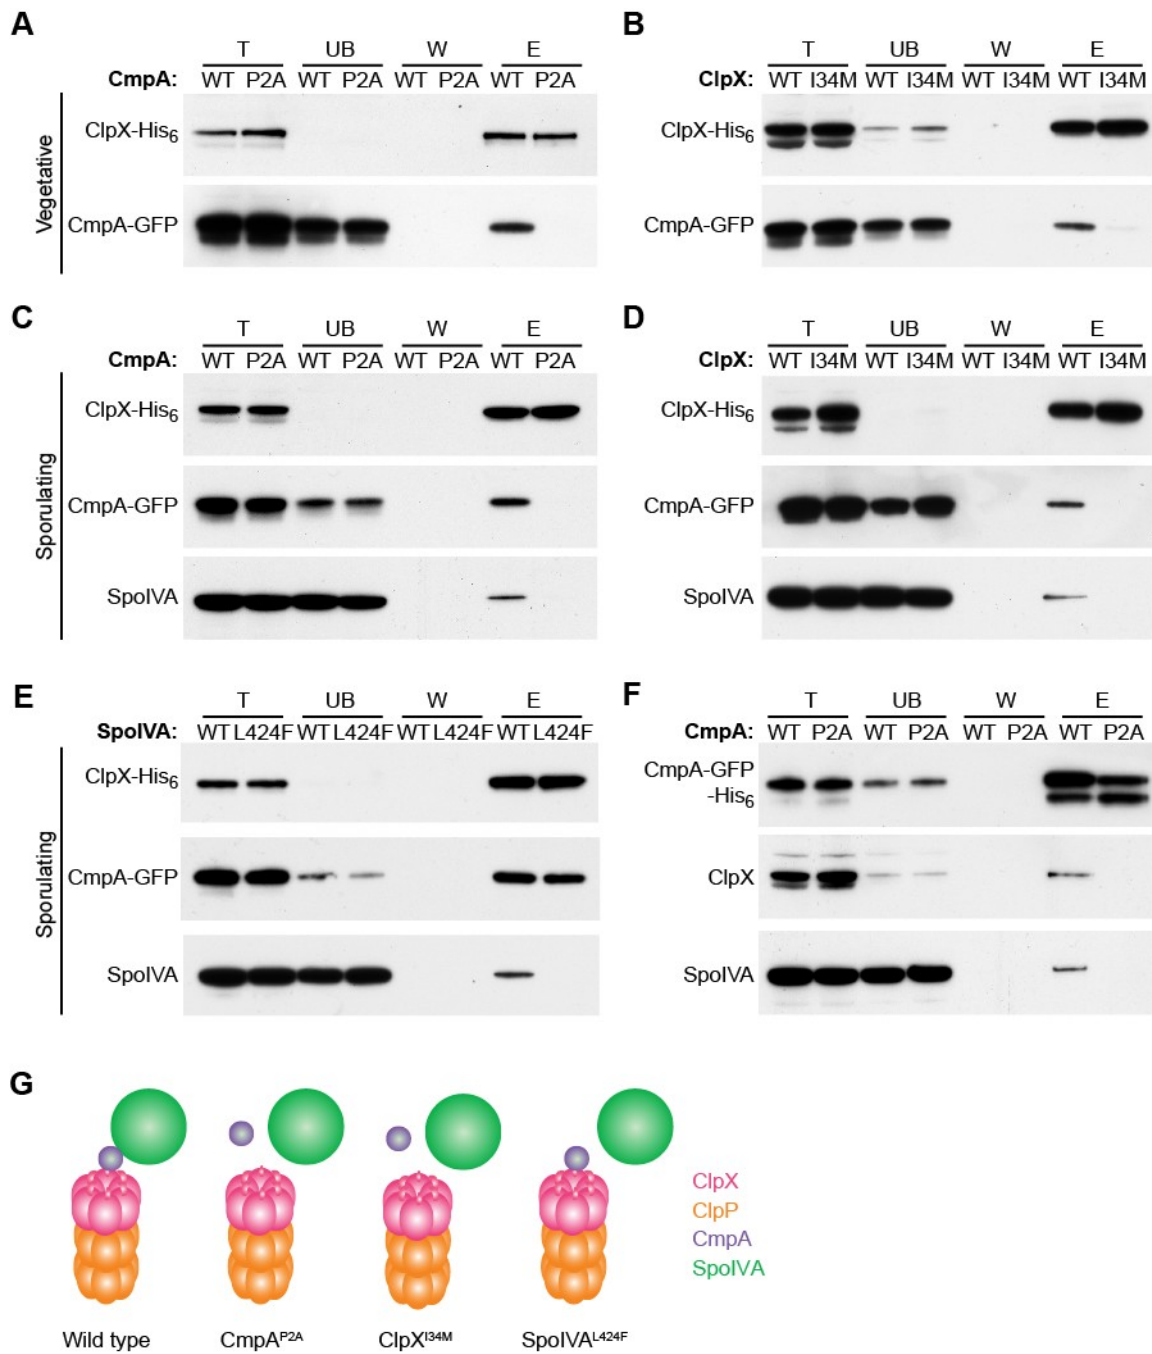 A
T UB W E
CmpA: WT P2A WT P2A WT P2A WT P2A
Vegetative
ClpX-His6
CmpA-GFP
B
T UB W E
ClpX: WT I34M WT I34M WT I34M WT I34M
ClpX-His6
CmpA-GFP
C
T UB W E
CmpA: WT P2A WT P2A WT P2A WT P2A
Sporulating
ClpX-His6
CmpA-GFP
SpoIVA
D
T UB W E
ClpX: WT I34M WT I34M WT I34M WT I34M
ClpX-His6
CmpA-GFP
SpoIVA
E
T UB W E
SpoIVA: WT L424F WT L424F WT L424F WT L424F
Sporulating
ClpX-His6
CmpA-GFP
SpoIVA
F
T UB W E
CmpA: WT P2A WT P2A WT P2A WT P2A
CmpA-GFP
-His6
ClpX
SpoIVA
G
ClpX
ClpP
CmpA
SpoIVA
Wild type CmpAP2A ClpXI34M SpoIVAL424F